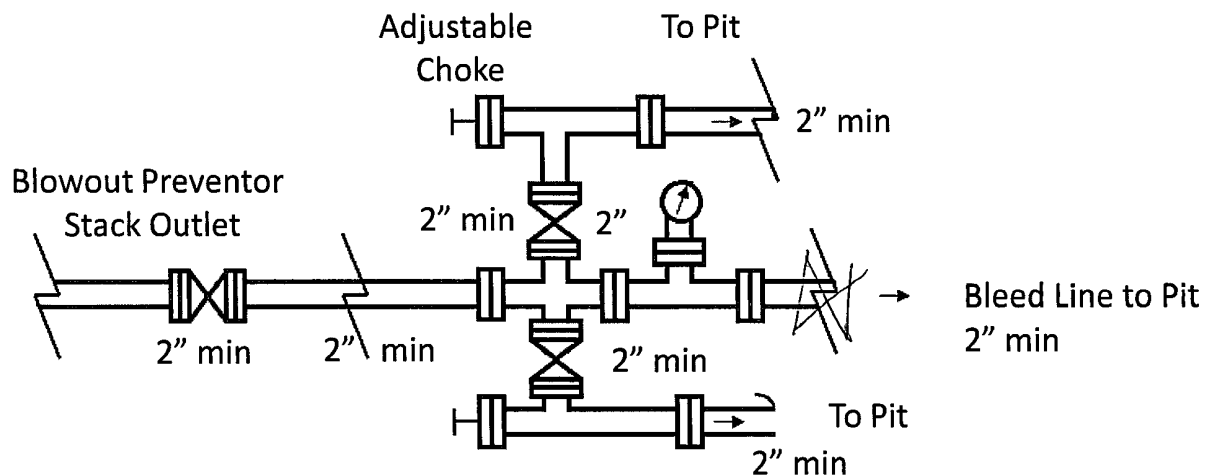 Adjustable
Choke
To Pit
2” min
Blowout Preventor
Stack Outlet
2” min
2”
2” min
2” min
2” min
Bleed Line to Pit
2” min
To Pit
2” min